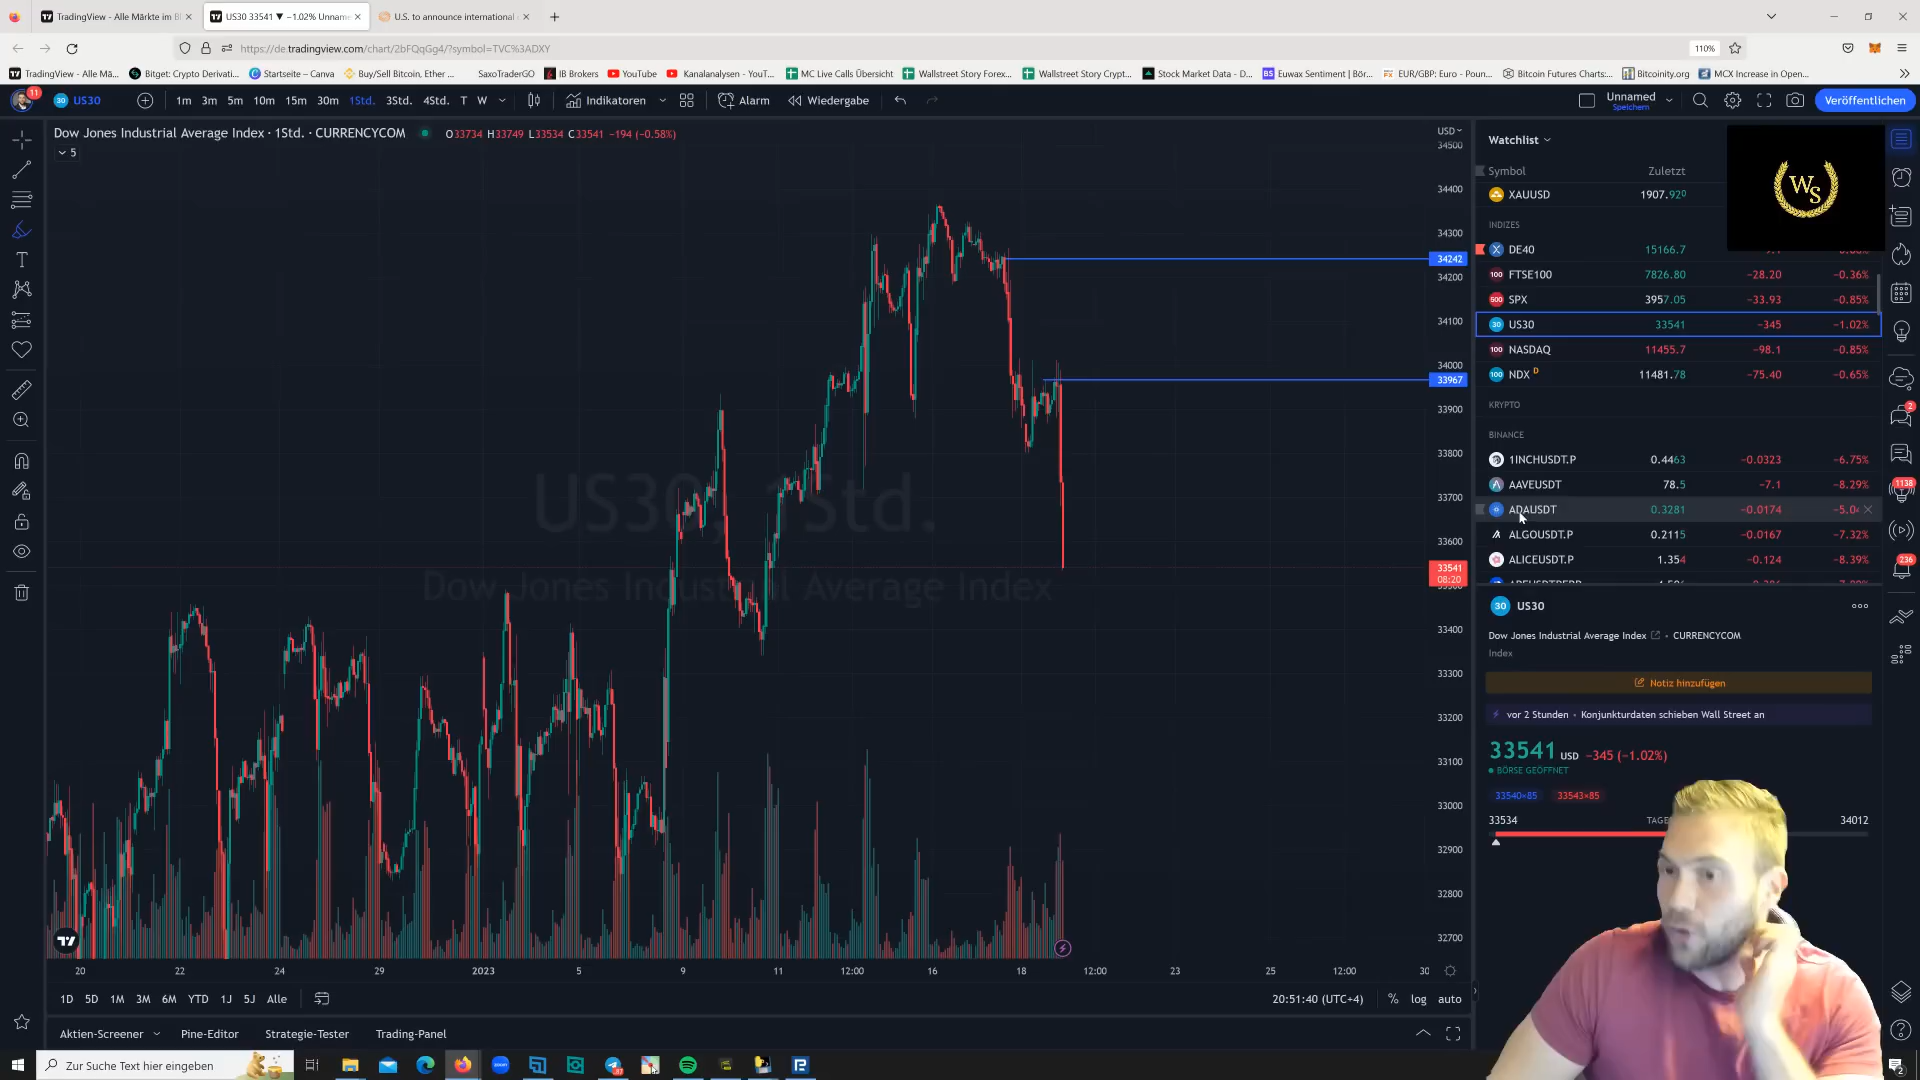 TradingView - Alle Märkte im Bl
US30 33541 ▼ −1.02% Unnam
U.S. to announce international
https://de.tradingview.com/chart/2bFQqGg4/?symbol=TVC%3ADXY
110%
TradingView - Alle Mä...
Bitget: Crypto Derivati...
Startseite – Canva
Buy/Sell Bitcoin, Ether ...
SaxoTraderGO
IB Brokers
YouTube
Kanalanalysen - YouT...
MC Live Calls Übersicht
Wallstreet Story Forex...
Wallstreet Story Crypt...
Stock Market Data - D...
Euwax Sentiment | Bör...
EUR/GBP: Euro - Poun...
Bitcoin Futures Charts:...
Bitcoinity.org
MCX Increase in Open...
11
US30
1m 3m 5m 10m 15m 30m 1Std. 3Std. 4Std. T W
Indikatoren
Alarm
Wiedergabe
Unnamed
Speichern
Veröffentlichen
Dow Jones Industrial Average Index · 1Std. · CURRENCYCOM
O33734 H33749 L33534 C33541 −194 (−0.58%)
5
USD
34500
34400
34300
34242
34200
34100
34000
33967
33900
33800
33700
33600
33541
08:20
33400
33300
33200
33100
33000
32900
32800
32700
US30, 1Std.
Dow Jones Industrial Average Index
20 22 24 29 2023 5 9 11 12:00 16 18 12:00 23 25 12:00 30
1D 5D 1M 3M 6M YTD 1J 5J Alle
20:51:40 (UTC+4)
% log auto
Aktien-Screener
Pine-Editor
Strategie-Tester
Trading-Panel
Watchlist
WS
Symbol Zuletzt
XAUUSD 1907.920
INDIZES
DE40 15166.7
FTSE100 7826.80 −28.20 −0.36%
SPX 3957.05 −33.93 −0.85%
US30 33541 −345 −1.02%
NASDAQ 11455.7 −98.1 −0.85%
NDX D 11481.78 −75.40 −0.65%
KRYPTO
BINANCE
1INCHUSDT.P 0.4463 −0.0323 −6.75%
AAVEUSDT 78.5 −7.1 −8.29%
ADAUSDT 0.3281 −0.0174
ALGOUSDT.P 0.2115 −0.0167 −7.32%
ALICEUSDT.P 1.354 −0.124 −8.39%
2
1138
236
US30
Dow Jones Industrial Average Index • CURRENCYCOM
Index
Notiz hinzufügen
vor 2 Stunden • Konjunkturdaten schieben Wall Street an
33541 USD −345 (−1.02%)
BÖRSE GEÖFFNET
33540×85 33543×85
33534 34012
Zur Suche Text hier eingeben
2